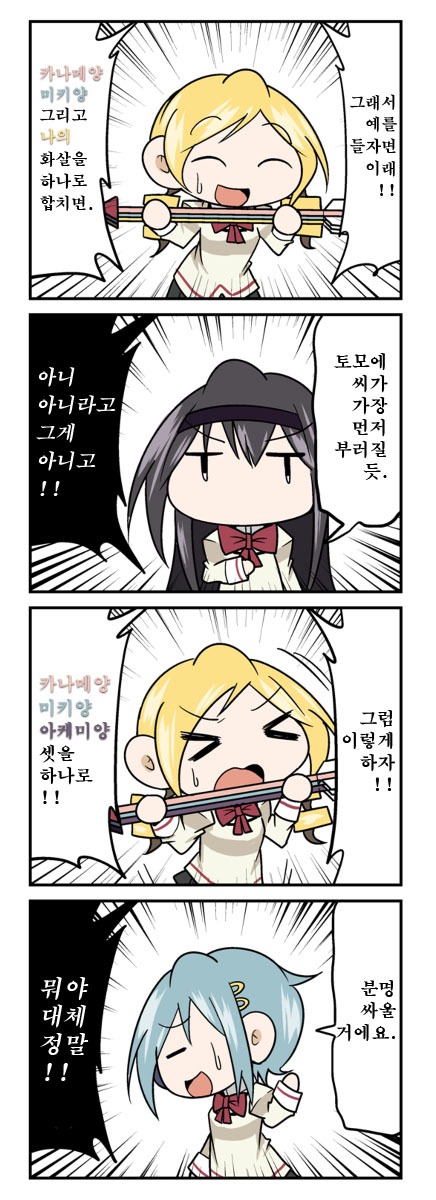 그래서
예를
들자면
이래
!!
카나메양
미키양
그리고
나의
화살을
하나로
합치면.
토모에
씨가
가장
먼저
부러질
듯.
아니
아니라고
그게
아니고
!!
그럼
이렇게
하자
!!
카나메양
미키양
아케미양
셋을
하나로
!!
분명
싸울
거에요.
뭐야
대체
정말
!!